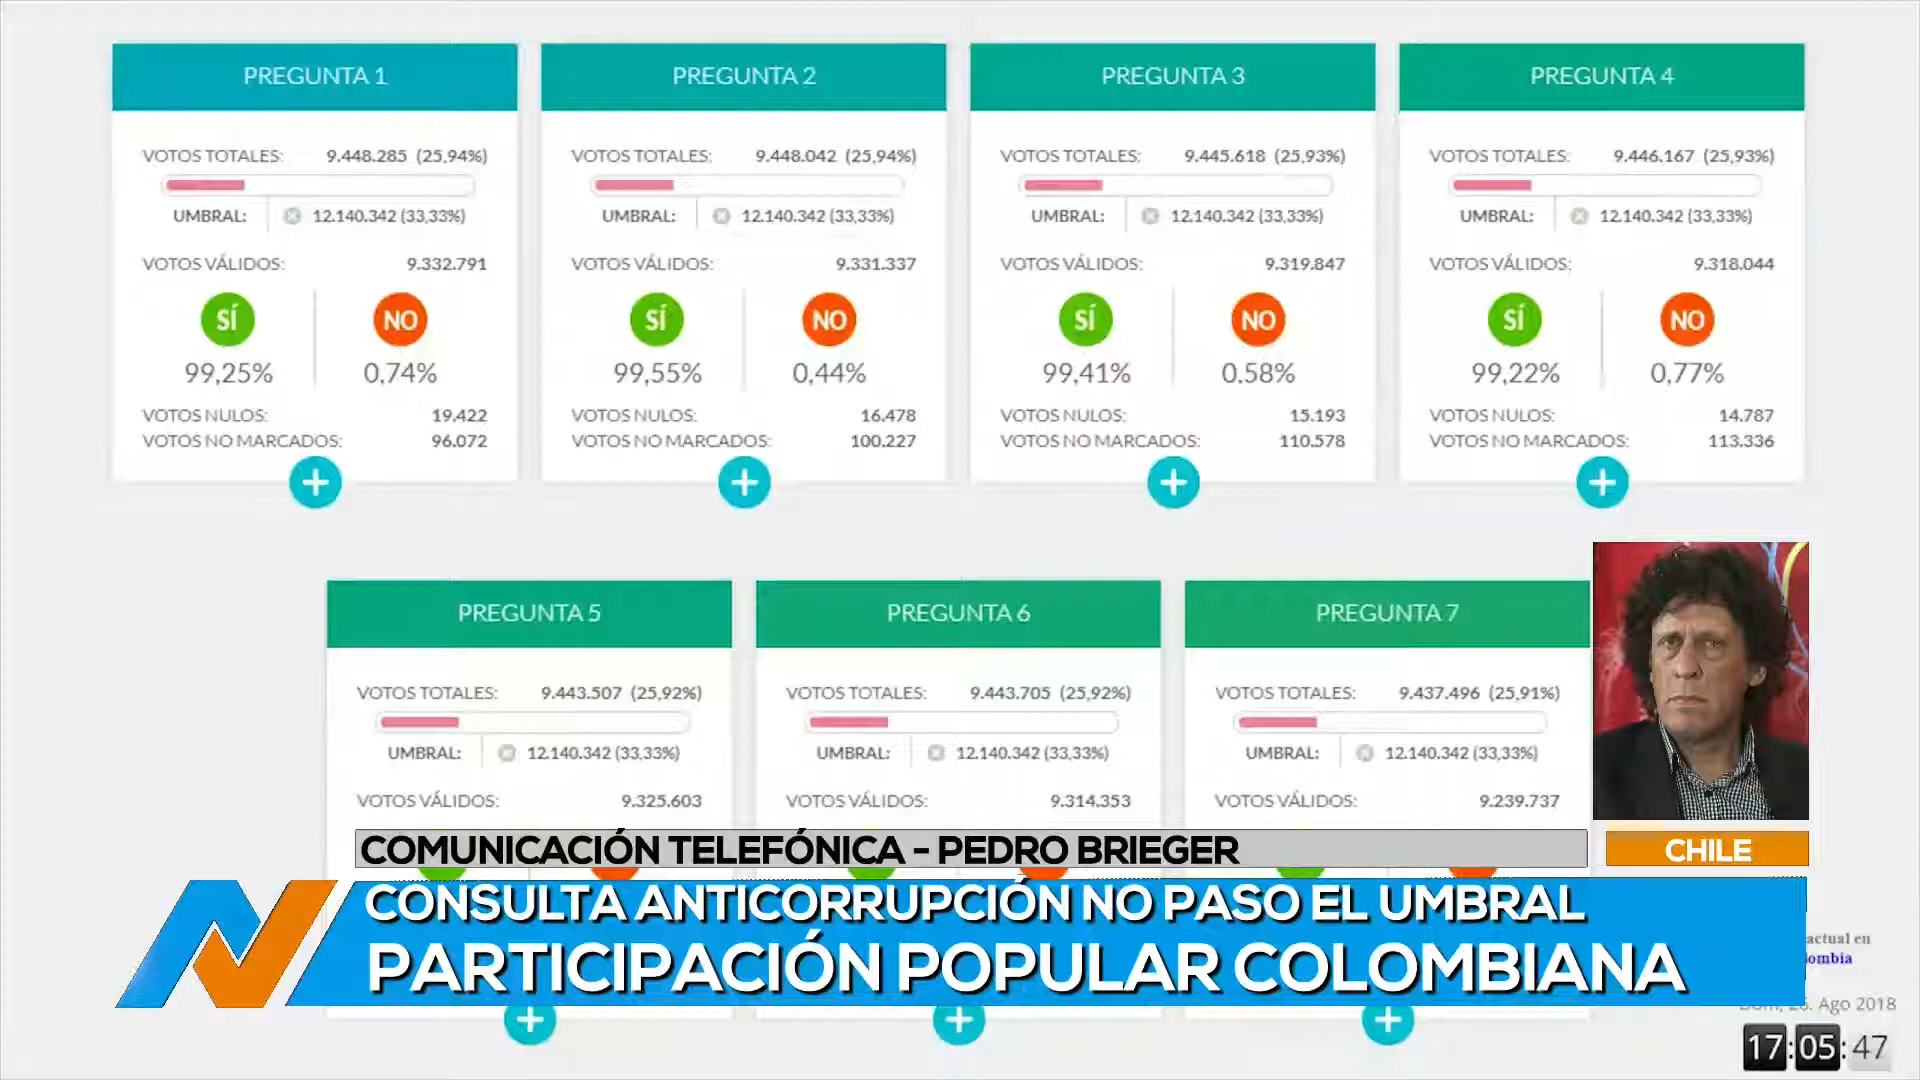 PREGUNTA 1
VOTOS TOTALES: 9.448.285 (25,94%)
UMBRAL: 12.140.342 (33,33%)
VOTOS VÁLIDOS: 9.332.791
SÍ NO
99,25% 0,74%
VOTOS NULOS: 19.422
VOTOS NO MARCADOS: 96.072
PREGUNTA 2
VOTOS TOTALES: 9.448.042 (25,94%)
UMBRAL: 12.140.342 (33,33%)
VOTOS VÁLIDOS: 9.331.337
SÍ NO
99,55% 0,44%
VOTOS NULOS: 16.478
VOTOS NO MARCADOS: 100.227
PREGUNTA 3
VOTOS TOTALES: 9.445.618 (25,93%)
UMBRAL: 12.140.342 (33,33%)
VOTOS VÁLIDOS: 9.319.847
SÍ NO
99,41% 0,58%
VOTOS NULOS: 15.193
VOTOS NO MARCADOS: 110.578
PREGUNTA 4
VOTOS TOTALES: 9.446.167 (25,93%)
UMBRAL: 12.140.342 (33,33%)
VOTOS VÁLIDOS: 9.318.044
SÍ NO
99,22% 0,77%
VOTOS NULOS: 14.787
VOTOS NO MARCADOS: 113.336
PREGUNTA 5
VOTOS TOTALES: 9.443.507 (25,92%)
UMBRAL: 12.140.342 (33,33%)
VOTOS VÁLIDOS: 9.325.603
PREGUNTA 6
VOTOS TOTALES: 9.443.705 (25,92%)
UMBRAL: 12.140.342 (33,33%)
VOTOS VÁLIDOS: 9.314.353
PREGUNTA 7
VOTOS TOTALES: 9.437.496 (25,91%)
UMBRAL: 12.140.342 (33,33%)
VOTOS VÁLIDOS: 9.239.737
COMUNICACIÓN TELEFÓNICA - PEDRO BRIEGER
CHILE
CONSULTA ANTICORRUPCIÓN NO PASO EL UMBRAL
PARTICIPACIÓN POPULAR COLOMBIANA
actual en
ombia
Ago 2018
17:05:47